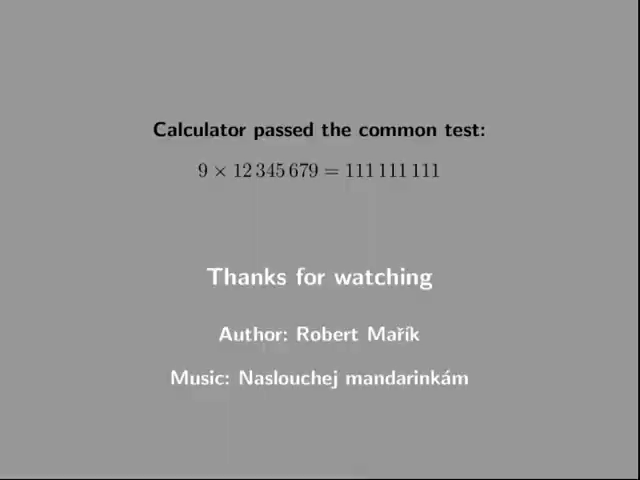 Calculator passed the common test:
9 × 12 345 679 = 111 111 111
Thanks for watching
Author: Robert Mařík
Music: Naslouchej mandarinkám